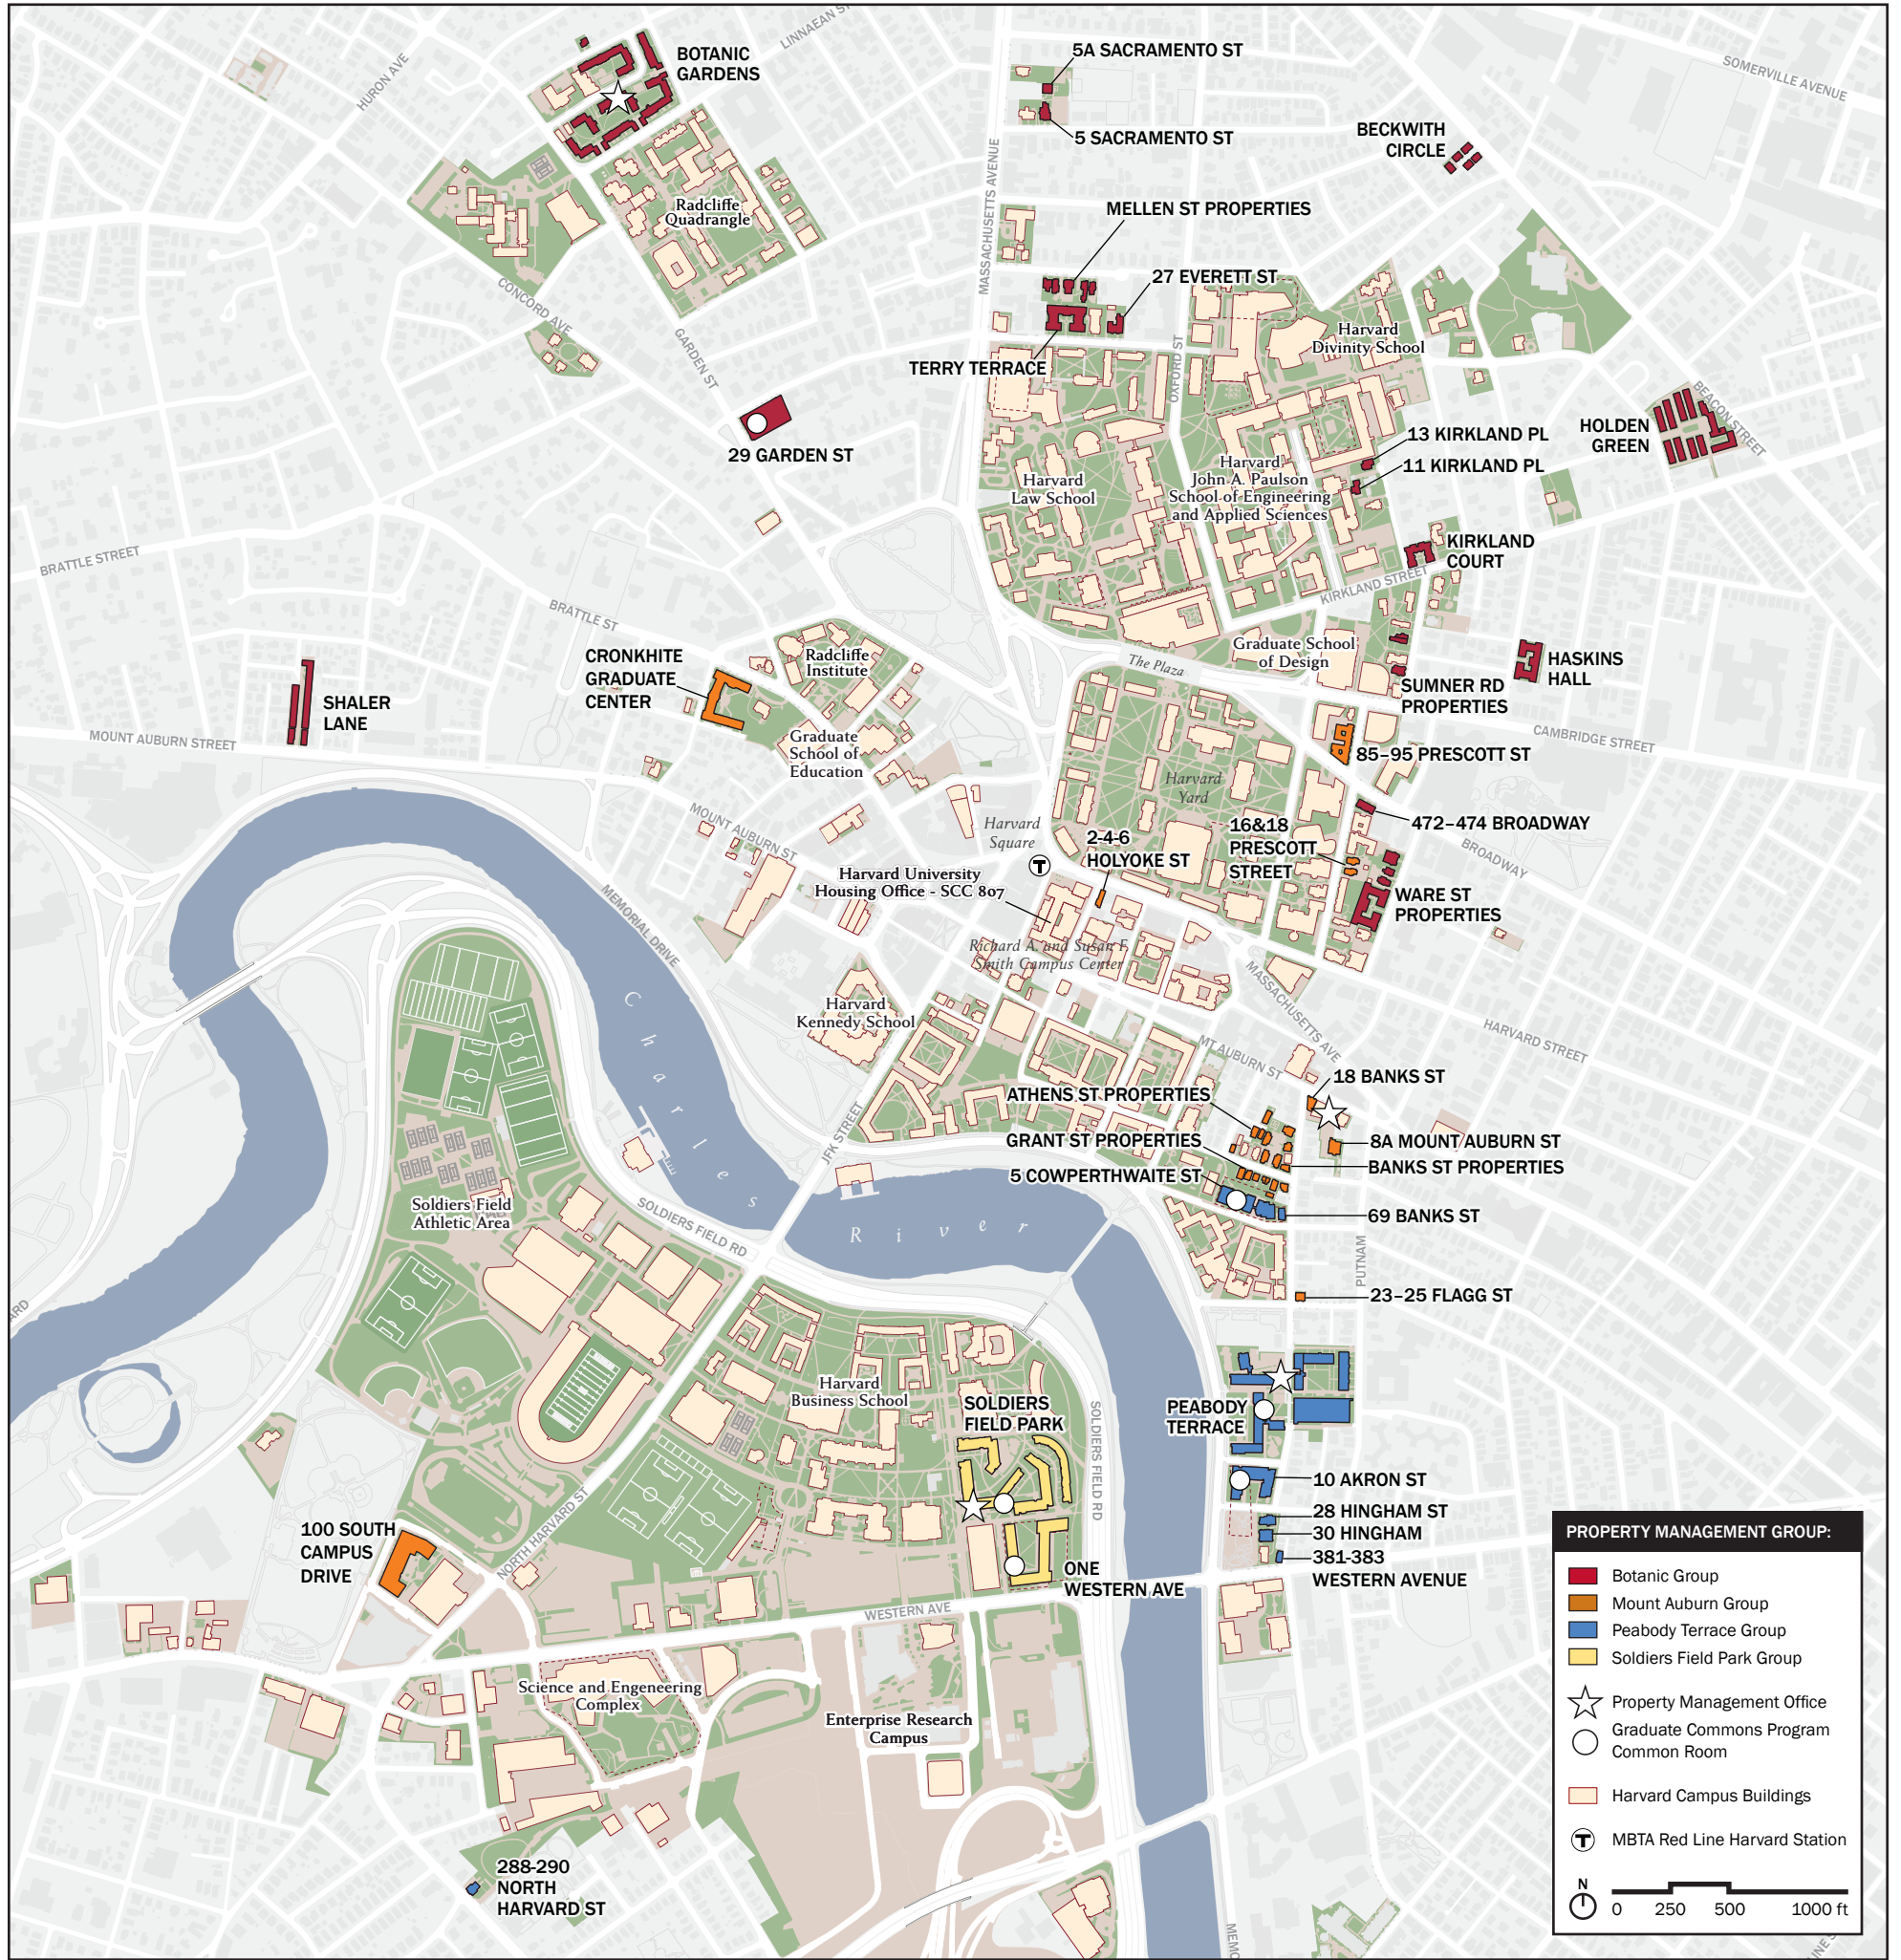 LINNAEAN ST
HURON AVE
BOTANIC
GARDENS
5A SACRAMENTO ST
SOMERVILLE AVENUE
5 SACRAMENTO ST
BECKWITH
CIRCLE
MASSACHUSETTS AVENUE
Radcliffe
Quadrangle
MELLEN ST PROPERTIES
27 EVERETT ST
CONCORD AVE
GARDEN ST
Harvard
Divinity School
TERRY TERRACE
OXFORD ST
BEACON STREET
HOLDEN
GREEN
29 GARDEN ST
13 KIRKLAND PL
11 KIRKLAND PL
Harvard
Law School
Harvard
John A. Paulson
School of Engineering
and Applied Sciences
KIRKLAND
COURT
BRATTLE STREET
BRATTLE ST
KIRKLAND STREET
CRONKHITE
GRADUATE
CENTER
Radcliffe
Institute
The Plaza
Graduate School
of Design
HASKINS
HALL
SHALER
LANE
SUMNER RD
PROPERTIES
MOUNT AUBURN STREET
Graduate
School of
Education
CAMBRIDGE STREET
85–95 PRESCOTT ST
Harvard
Yard
MOUNT AUBURN ST
Harvard
Square
2-4-6
HOLYOKE ST
16&18
PRESCOTT
STREET
472–474 BROADWAY
BROADWAY
T
Harvard University
Housing Office - SCC 807
WARE ST
PROPERTIES
MEMORIAL DRIVE
Richard A. and Susan F.
Smith Campus Center
MASSACHUSETTS AVE
Harvard
Kennedy School
HARVARD STREET
Charles
MT AUBURN ST
18 BANKS ST
ATHENS ST PROPERTIES
JFK STREET
GRANT ST PROPERTIES
8A MOUNT AUBURN ST
BANKS ST PROPERTIES
5 COWPERTHWAITE ST
Soldiers Field
Athletic Area
69 BANKS ST
SOLDIERS FIELD RD
River
PUTNAM
23–25 FLAGG ST
ARD
Harvard
Business School
SOLDIERS
FIELD PARK
SOLDIERS FIELD RD
PEABODY
TERRACE
10 AKRON ST
28 HINGHAM ST
30 HINGHAM
381-383
WESTERN AVENUE
100 SOUTH
CAMPUS
DRIVE
NORTH HARVARD ST
ONE
WESTERN AVE
WESTERN AVE
Science and Engeneering
Complex
Enterprise Research
Campus
288-290
NORTH
HARVARD ST
MEMO
PROPERTY MANAGEMENT GROUP:
Botanic Group
Mount Auburn Group
Peabody Terrace Group
Soldiers Field Park Group
Property Management Office
Graduate Commons Program
Common Room
Harvard Campus Buildings
T MBTA Red Line Harvard Station
N
0 250 500 1000 ft